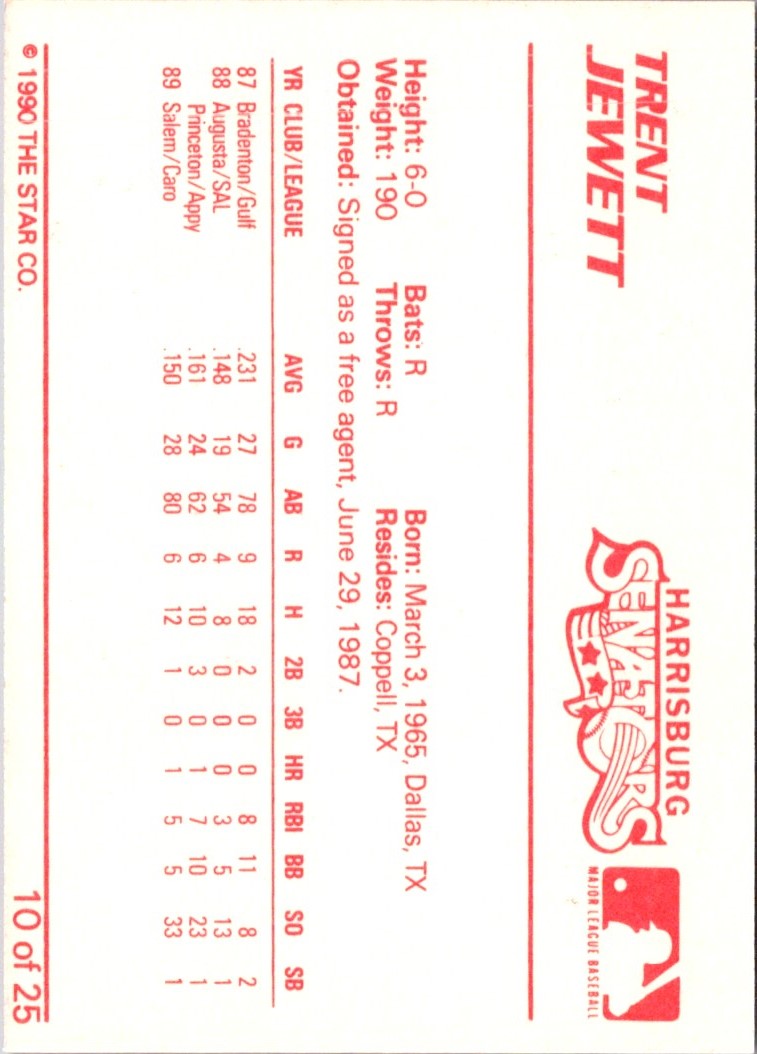 TRENT
JEWETT
HARRISBURG
SENATORS
MAJOR LEAGUE BASEBALL
Height: 6-0 Bats: R Born: March 3, 1965, Dallas, TX
Weight: 190 Throws: R Resides: Coppell, TX
Obtained: Signed as a free agent, June 29, 1987.
YR CLUB/LEAGUE AVG G AB R H 2B 3B HR RBI BB SO SB
87 Bradenton/Gulf .231 27 78 9 18 2 0 0 8 11 8 2
88 Augusta/SAL .148 19 54 4 8 0 0 0 3 5 13 1
Princeton/Appy .161 24 62 6 10 3 0 1 7 10 23 1
89 Salem/Caro .150 28 80 6 12 1 0 1 5 5 33 1
© 1990 THE STAR CO. 10 of 25